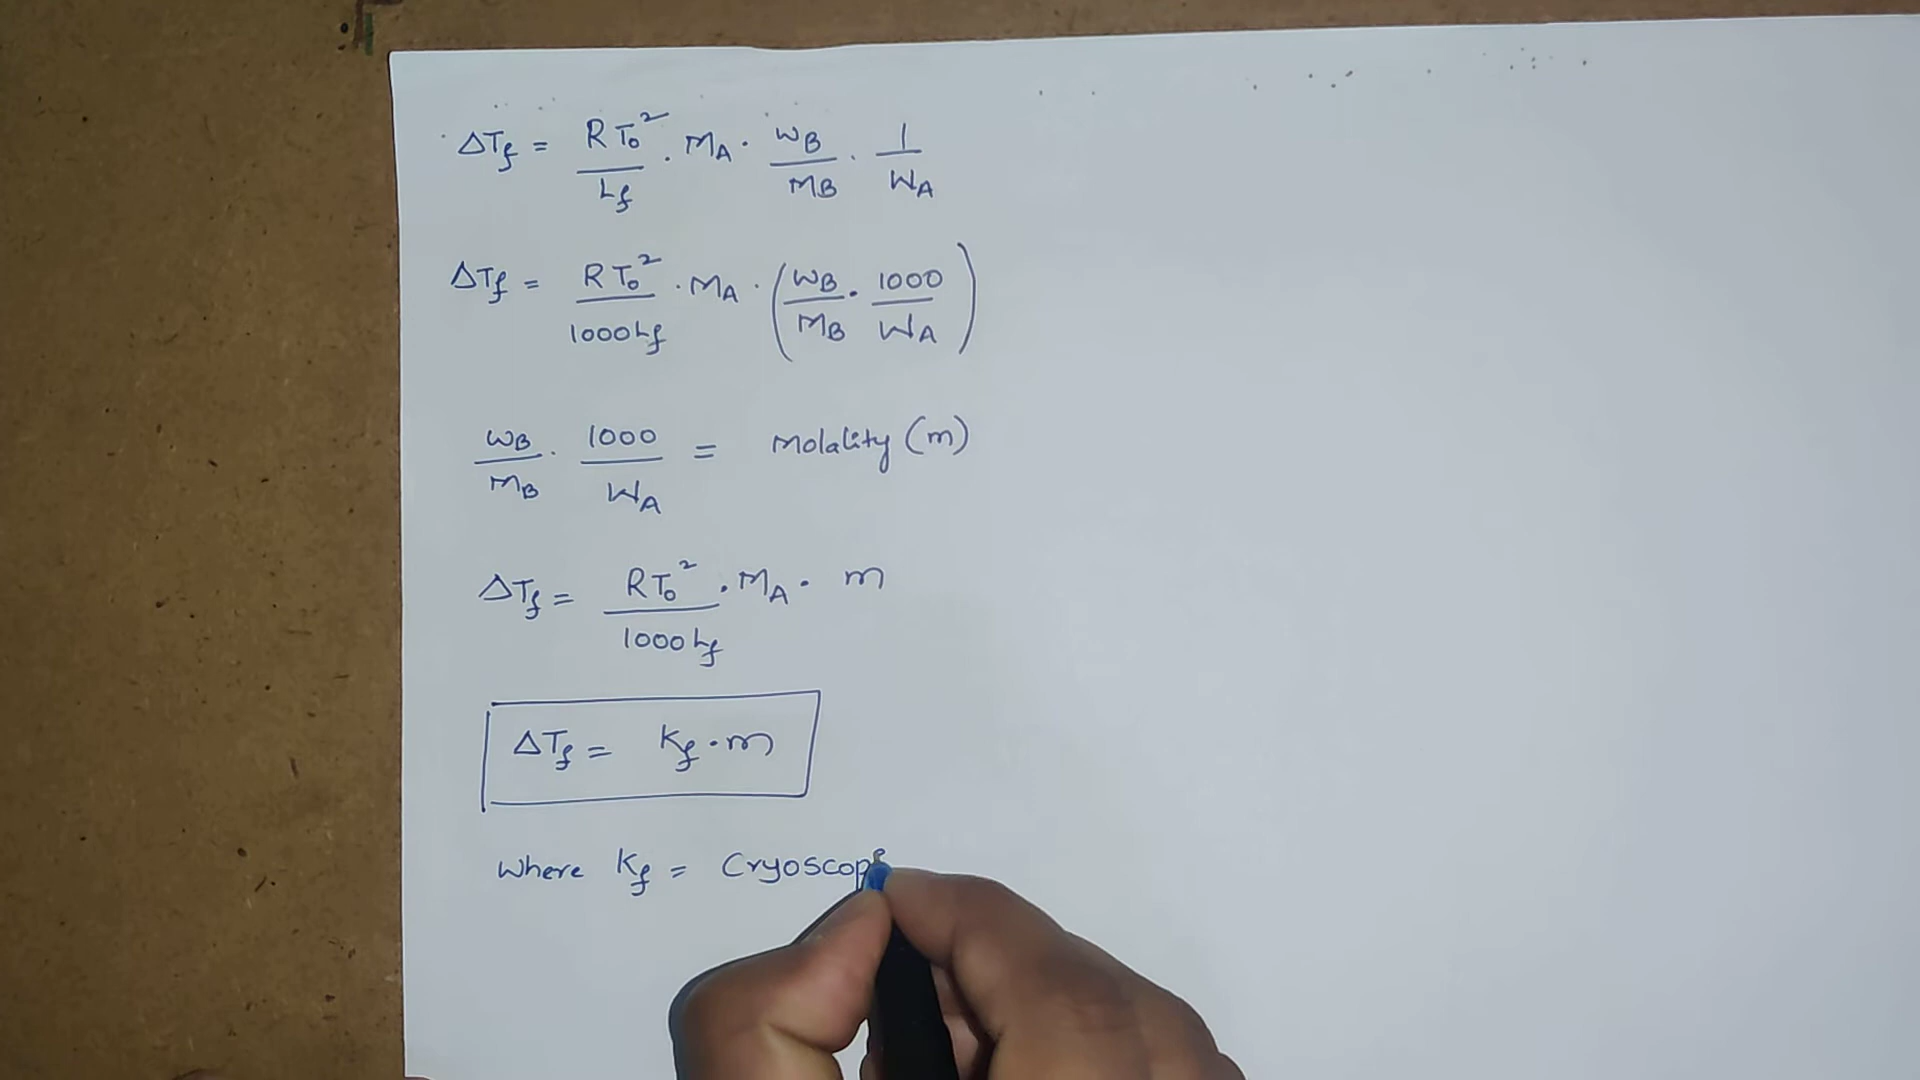 ΔTf = RT₀² / Lf . MA . WB / MB . 1 / WA
ΔTf = RT₀² / 1000Lf . MA . (WB / MB . 1000 / WA)
WB / MB . 1000 / WA = Molality (m)
ΔTf = RT₀² / 1000Lf . MA . m
ΔTf = Kf . m
Where Kf = Cryoscop